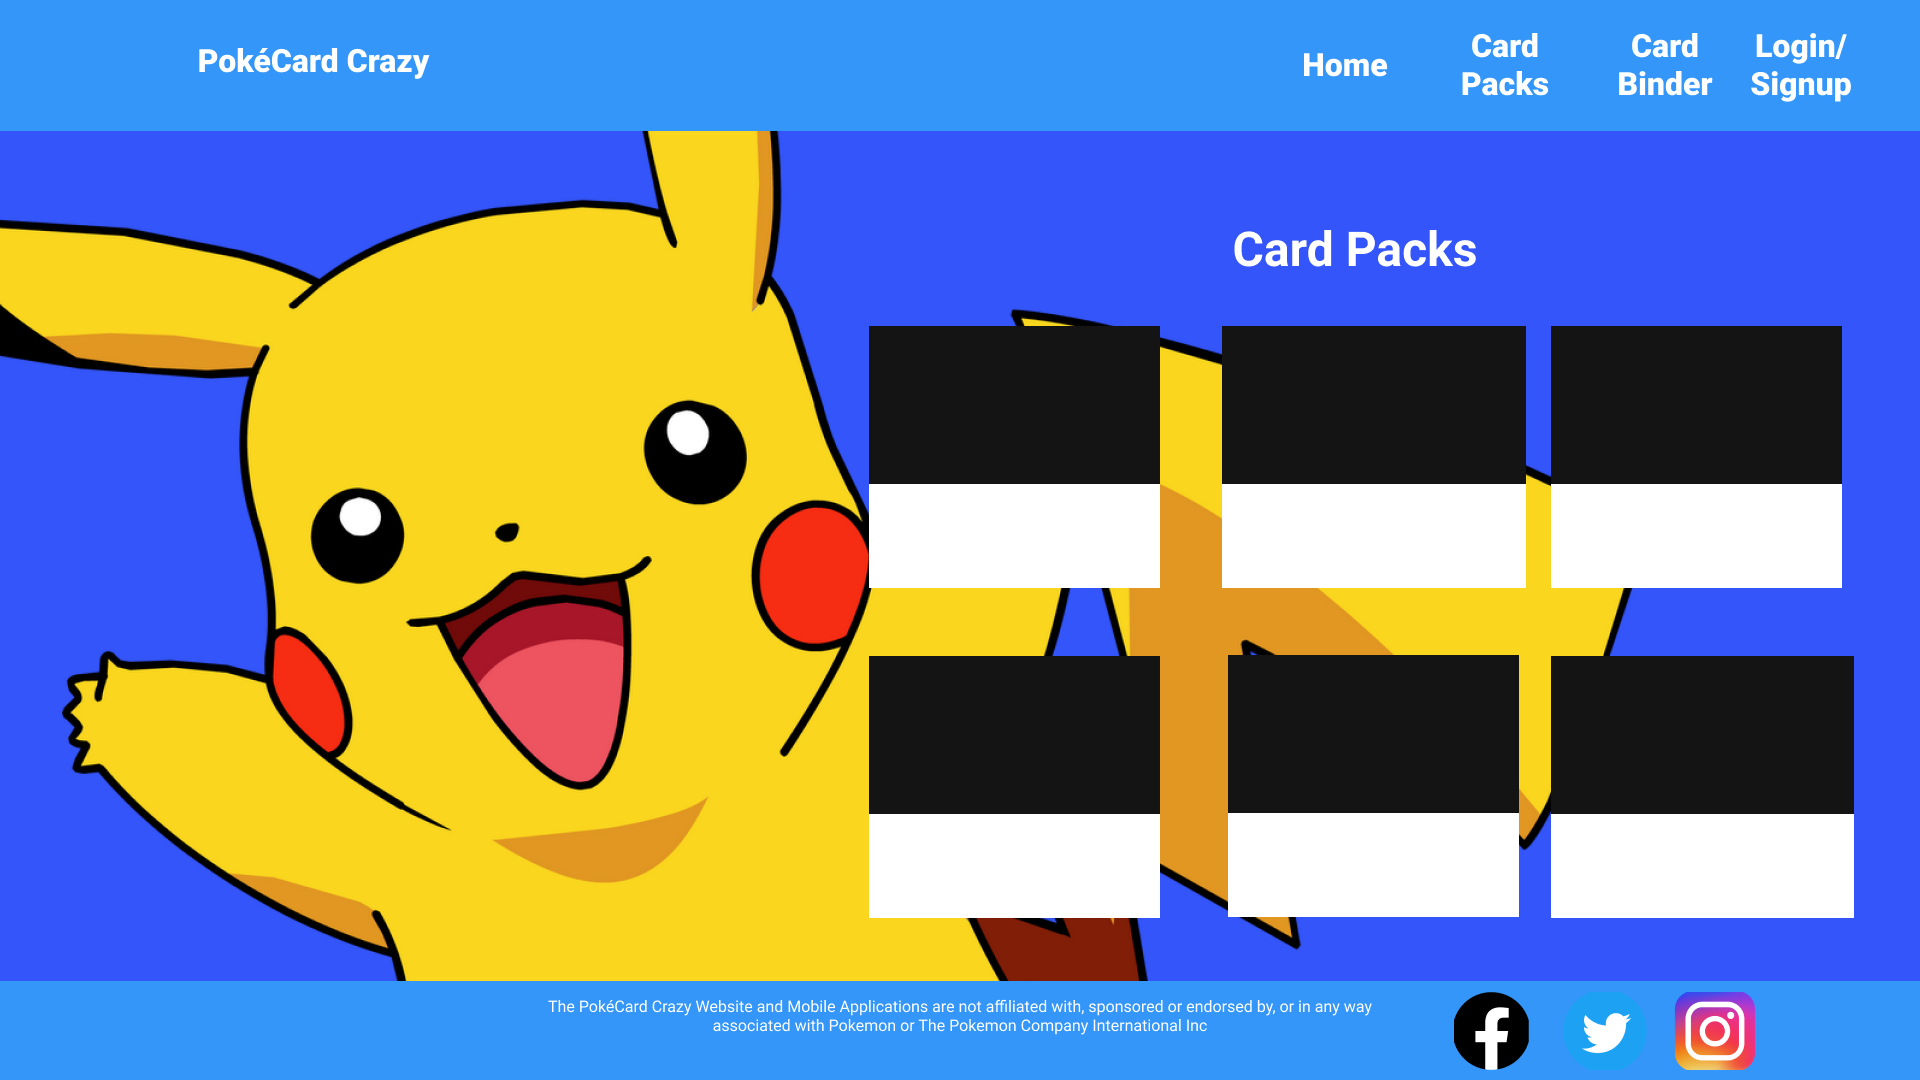 PokéCard Crazy
Home
Card
Packs
Card
Binder
Login/
Signup
Card Packs
The PokéCard Crazy Website and Mobile Applications are not affiliated with, sponsored or endorsed by, or in any way
associated with Pokemon or The Pokemon Company International Inc